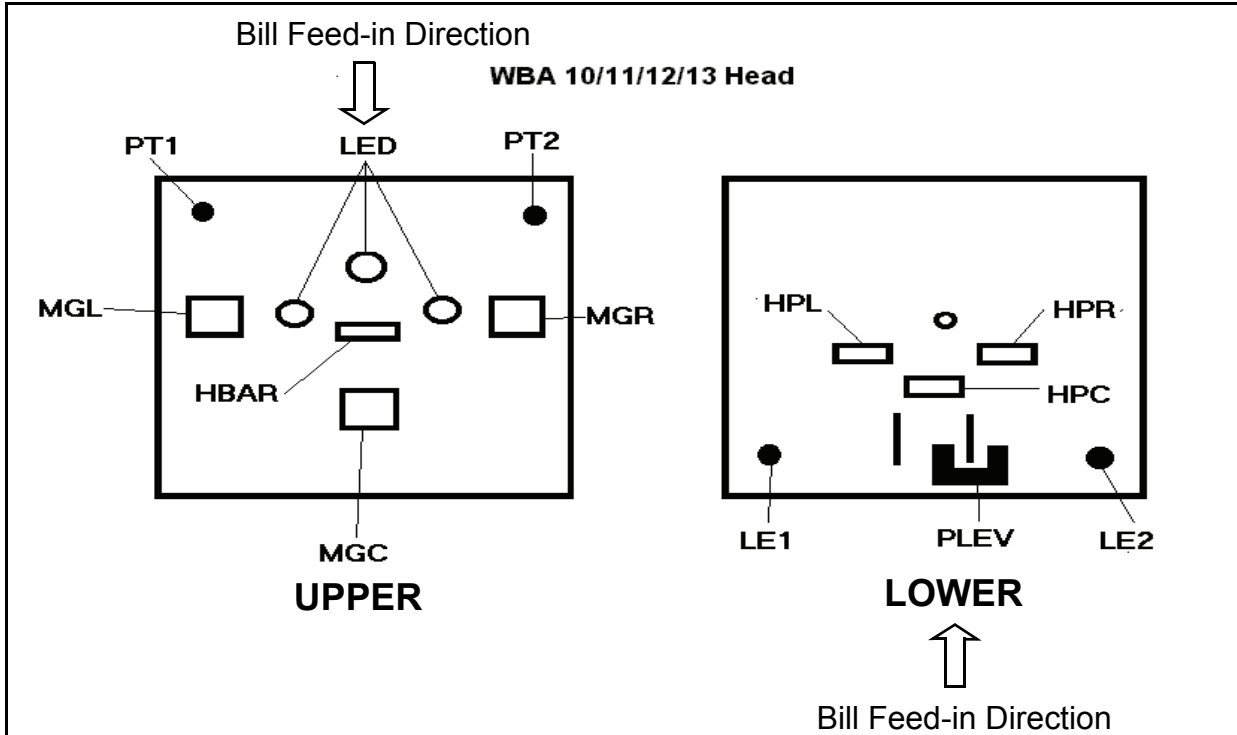 Bill Feed-in Direction
WBA 10/11/12/13 Head
PT1
LED
PT2
MGL
MGR
HBAR
MGC
UPPER
HPL
HPR
HPC
LE1
PLEV
LE2
LOWER
Bill Feed-in Direction